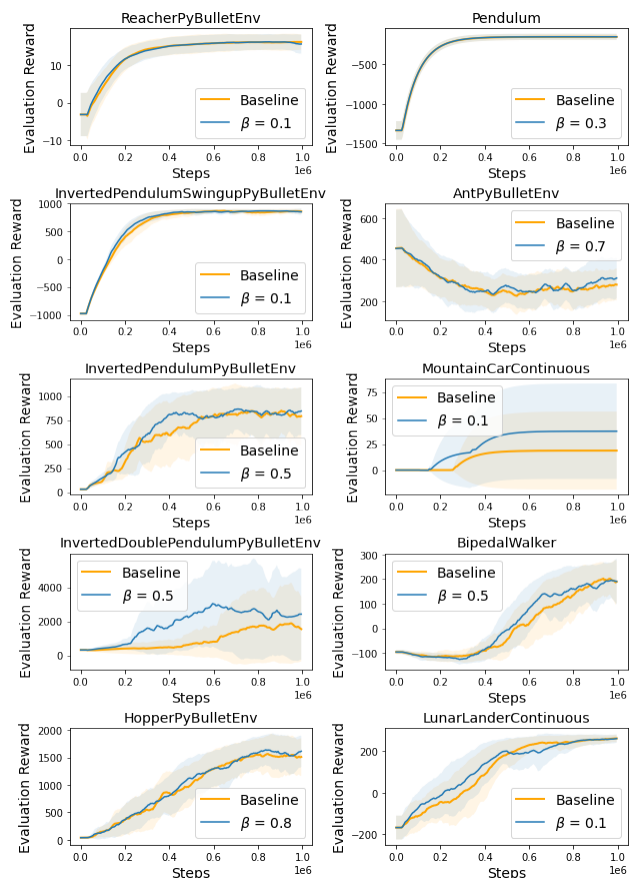 ReacherPyBulletEnv
Evaluation Reward
10
0
−10
Baseline
β = 0.1
0.0 0.2 0.4 0.6 0.8 1.0
1e6
Steps
Pendulum
Evaluation Reward
−500
−1000
−1500
Baseline
β = 0.3
0.0 0.2 0.4 0.6 0.8 1.0
1e6
Steps
InvertedPendulumSwingupPyBulletEnv
Evaluation Reward
1000
500
0
−500
−1000
Baseline
β = 0.1
0.0 0.2 0.4 0.6 0.8 1.0
1e6
Steps
AntPyBulletEnv
Evaluation Reward
600
400
200
Baseline
β = 0.7
0.0 0.2 0.4 0.6 0.8 1.0
1e6
Steps
InvertedPendulumPyBulletEnv
Evaluation Reward
1000
750
500
250
0
Baseline
β = 0.5
0.0 0.2 0.4 0.6 0.8 1.0
1e6
Steps
MountainCarContinuous
Evaluation Reward
75
50
25
0
Baseline
β = 0.1
0.0 0.2 0.4 0.6 0.8 1.0
1e6
Steps
InvertedDoublePendulumPyBulletEnv
Evaluation Reward
4000
2000
0
Baseline
β = 0.5
0.0 0.2 0.4 0.6 0.8 1.0
1e6
Steps
BipedalWalker
Evaluation Reward
300
200
100
0
−100
Baseline
β = 0.5
0.0 0.2 0.4 0.6 0.8 1.0
1e6
Steps
HopperPyBulletEnv
Evaluation Reward
2000
1500
1000
500
0
Baseline
β = 0.8
0.0 0.2 0.4 0.6 0.8 1.0
1e6
Steps
LunarLanderContinuous
Evaluation Reward
200
0
−200
Baseline
β = 0.1
0.0 0.2 0.4 0.6 0.8 1.0
1e6
Steps